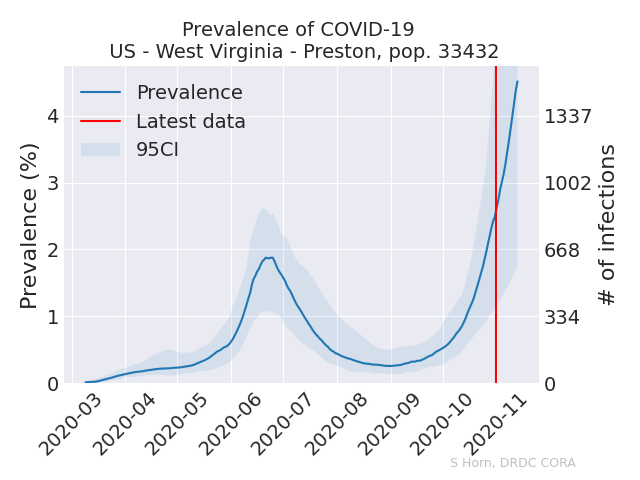 Prevalence of COVID-19
US - West Virginia - Preston, pop. 33432
Prevalence
Latest data
95CI
Prevalence (%)
4
3
2
1
0
1337
1002
668
334
0
# of infections
2020-03
2020-04
2020-05
2020-06
2020-07
2020-08
2020-09
2020-10
2020-11
S Horn, DRDC CORA